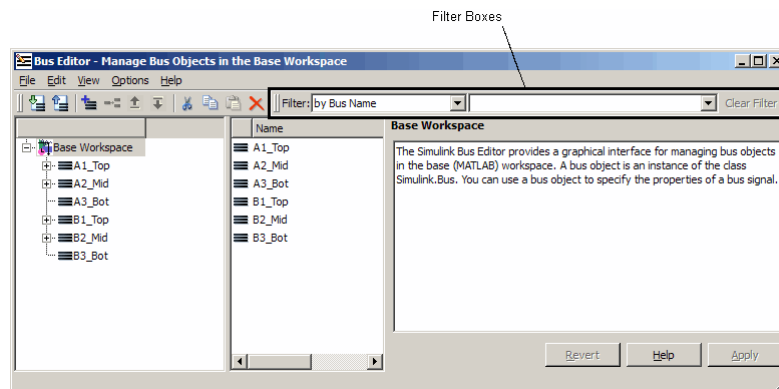 Filter Boxes
Bus Editor - Manage Bus Objects in the Base Workspace
File Edit View Options Help
Filter: by Bus Name Clear Filter
Name
Base Workspace
A1_Top
A2_Mid
A3_Bot
B1_Top
B2_Mid
B3_Bot
A1_Top
A2_Mid
A3_Bot
B1_Top
B2_Mid
B3_Bot
Base Workspace
The Simulink Bus Editor provides a graphical interface for managing bus objects
in the base (MATLAB) workspace. A bus object is an instance of the class
Simulink.Bus. You can use a bus object to specify the properties of a bus signal.
Revert Help Apply